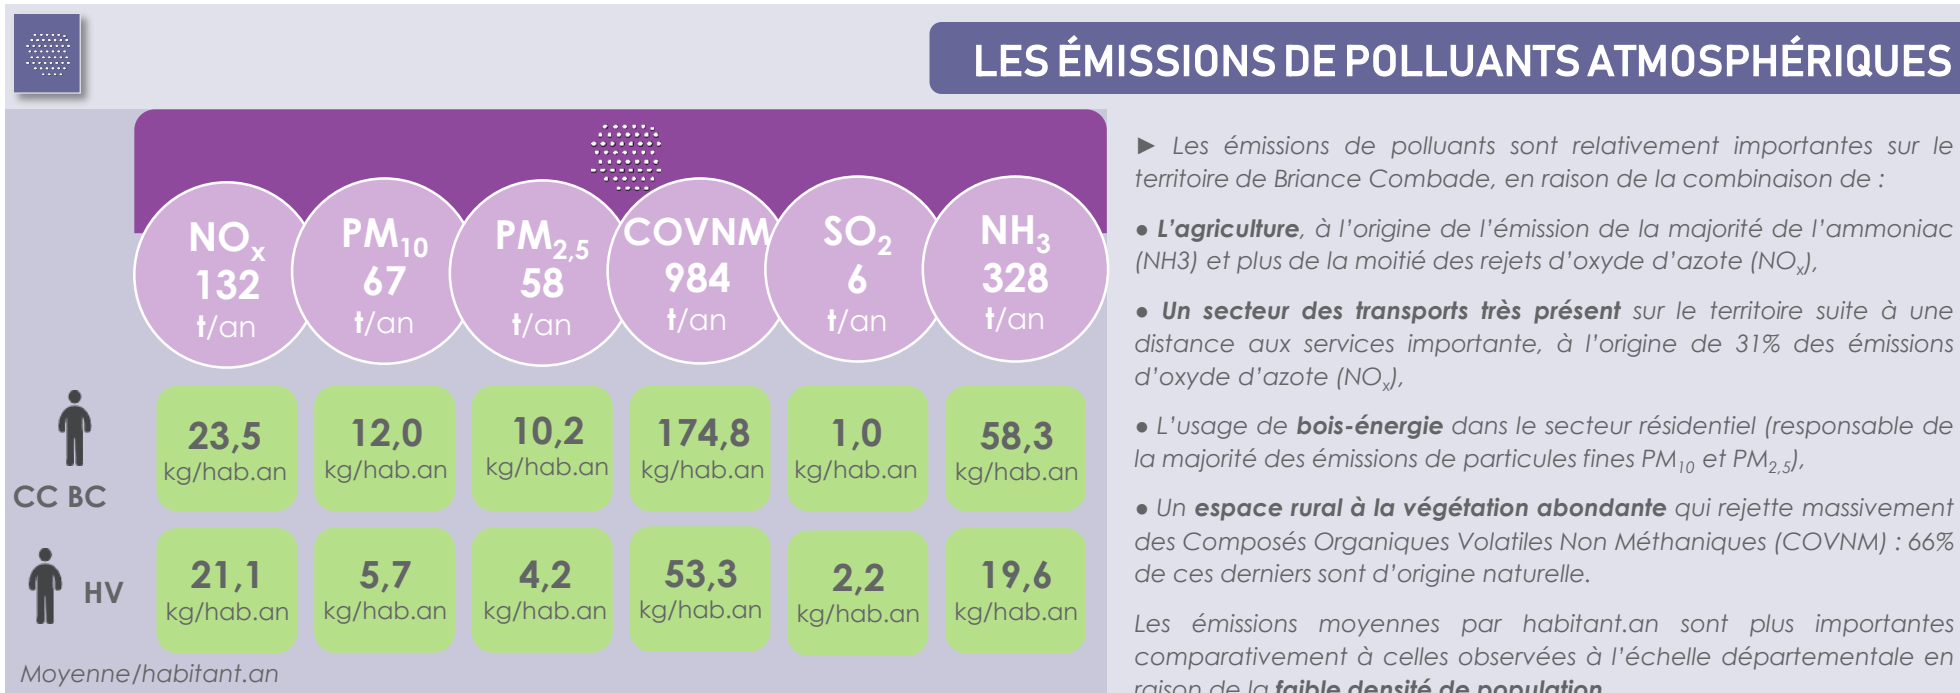 LES ÉMISSIONS DE POLLUANTS ATMOSPHÉRIQUES
NOx
132
t/an
PM10
67
t/an
PM2,5
58
t/an
COVNM
984
t/an
SO2
6
t/an
NH3
328
t/an
CC BC
23,5
kg/hab.an
12,0
kg/hab.an
10,2
kg/hab.an
174,8
kg/hab.an
1,0
kg/hab.an
58,3
kg/hab.an
HV
21,1
kg/hab.an
5,7
kg/hab.an
4,2
kg/hab.an
53,3
kg/hab.an
2,2
kg/hab.an
19,6
kg/hab.an
Moyenne/habitant.an
► Les émissions de polluants sont relativement importantes sur le
territoire de Briance Combade, en raison de la combinaison de :
● L'agriculture, à l'origine de l'émission de la majorité de l'ammoniac
(NH3) et plus de la moitié des rejets d'oxyde d'azote (NOx),
● Un secteur des transports très présent sur le territoire suite à une
distance aux services importante, à l'origine de 31% des émissions
d'oxyde d'azote (NOx),
● L'usage de bois-énergie dans le secteur résidentiel (responsable de
la majorité des émissions de particules fines PM10 et PM2,5),
● Un espace rural à la végétation abondante qui rejette massivement
des Composés Organiques Volatiles Non Méthaniques (COVNM) : 66%
de ces derniers sont d'origine naturelle.
Les émissions moyennes par habitant.an sont plus importantes
comparativement à celles observées à l'échelle départementale en
raison de la faible densité de population